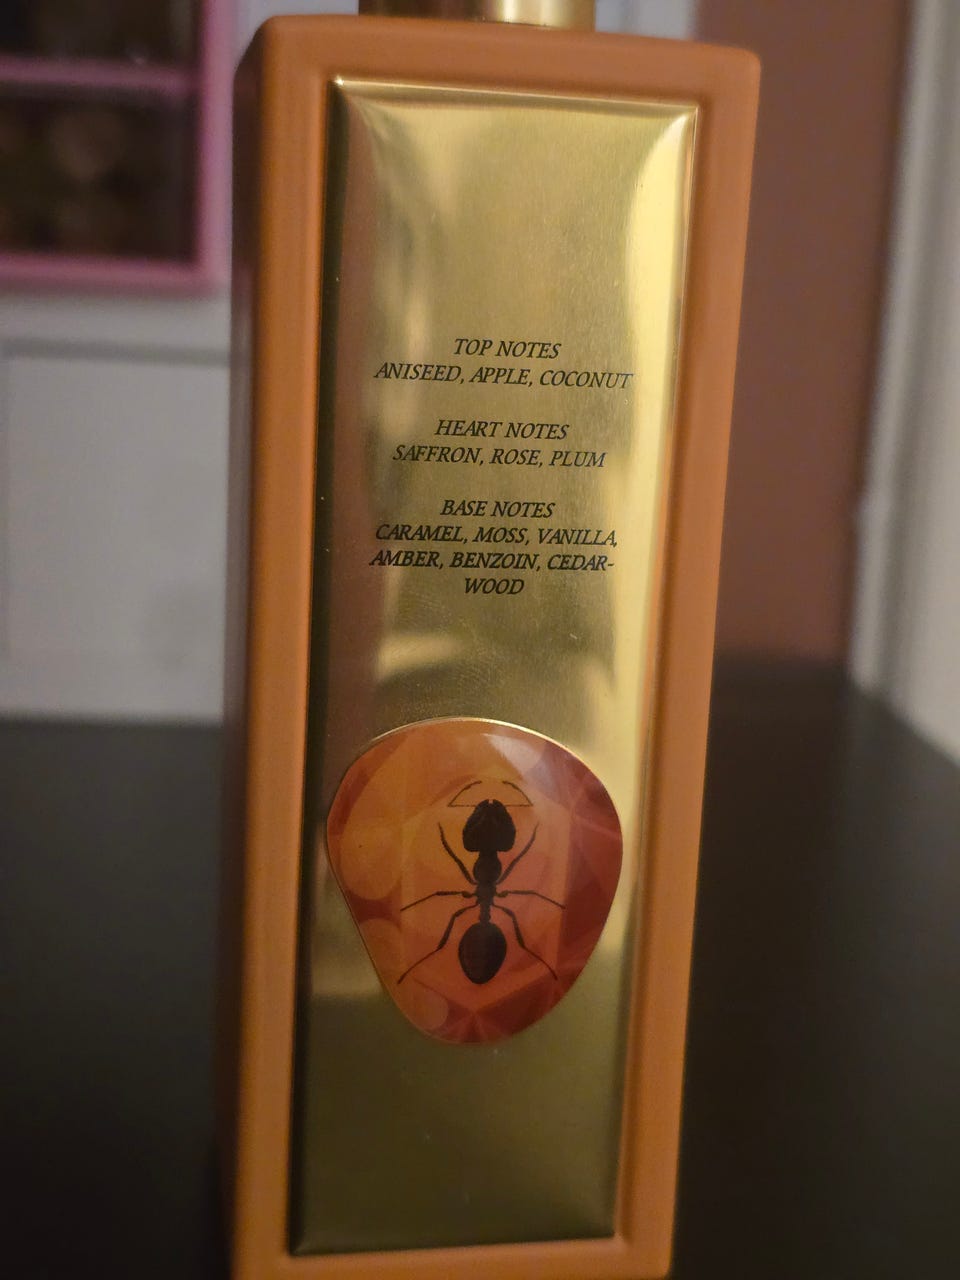 TOP NOTES
ANISEED, APPLE, COCONUT
HEART NOTES
SAFFRON, ROSE, PLUM
BASE NOTES
CARAMEL, MOSS, VANILLA,
AMBER, BENZOIN, CEDAR-
WOOD